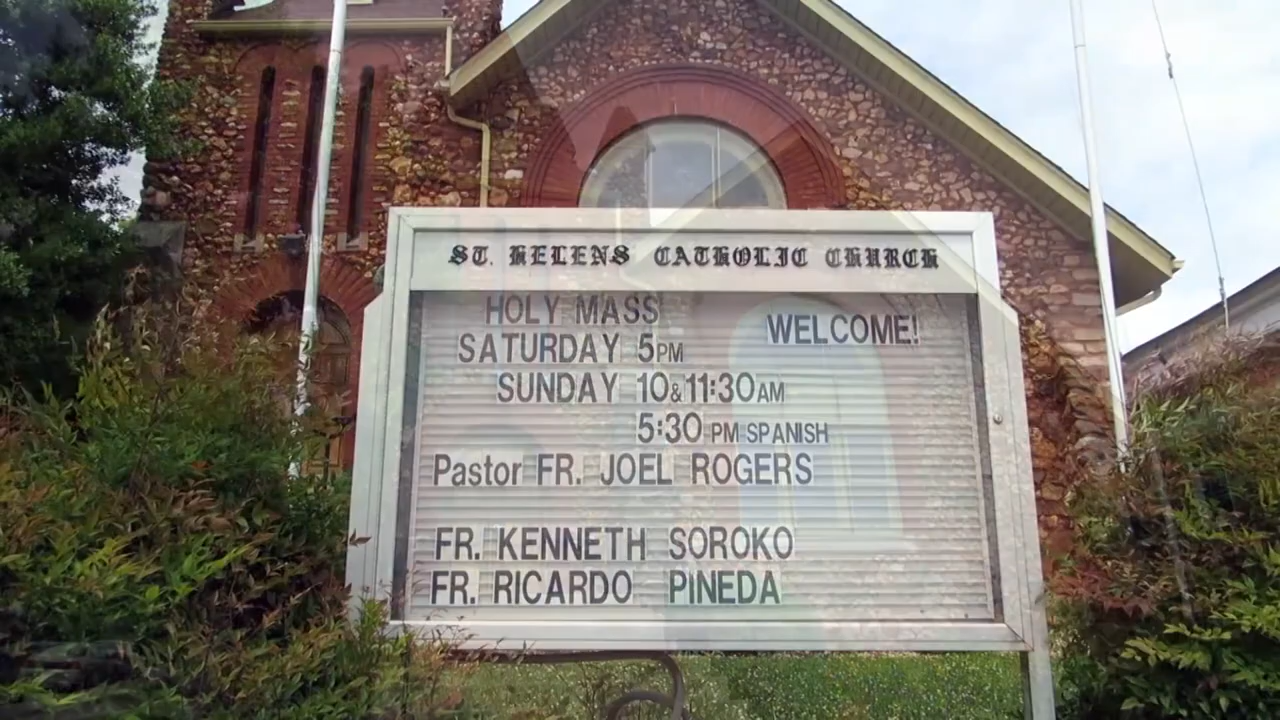 ST. HELENS CATHOLIC CHURCH
HOLY MASS
WELCOME!
SATURDAY 5PM
SUNDAY 10&11:30AM
5:30 PM SPANISH
Pastor FR. JOEL ROGERS
FR. KENNETH SOROKO
FR. RICARDO PINEDA